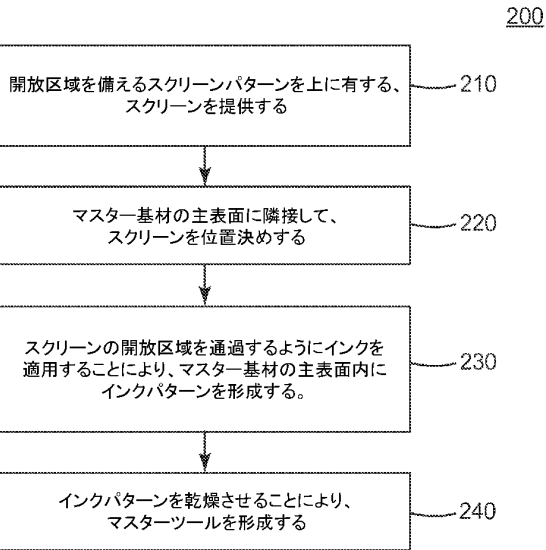 200
開放区域を備えるスクリーンパターンを上に有する、
スクリーンを提供する
210
マスター基材の主表面に隣接して、
スクリーンを位置決めする
220
スクリーンの開放区域を通過するようにインクを
適用することにより、マスター基材の主表面内に
インクパターンを形成する。
230
インクパターンを乾燥させることにより、
マスターツールを形成する
240